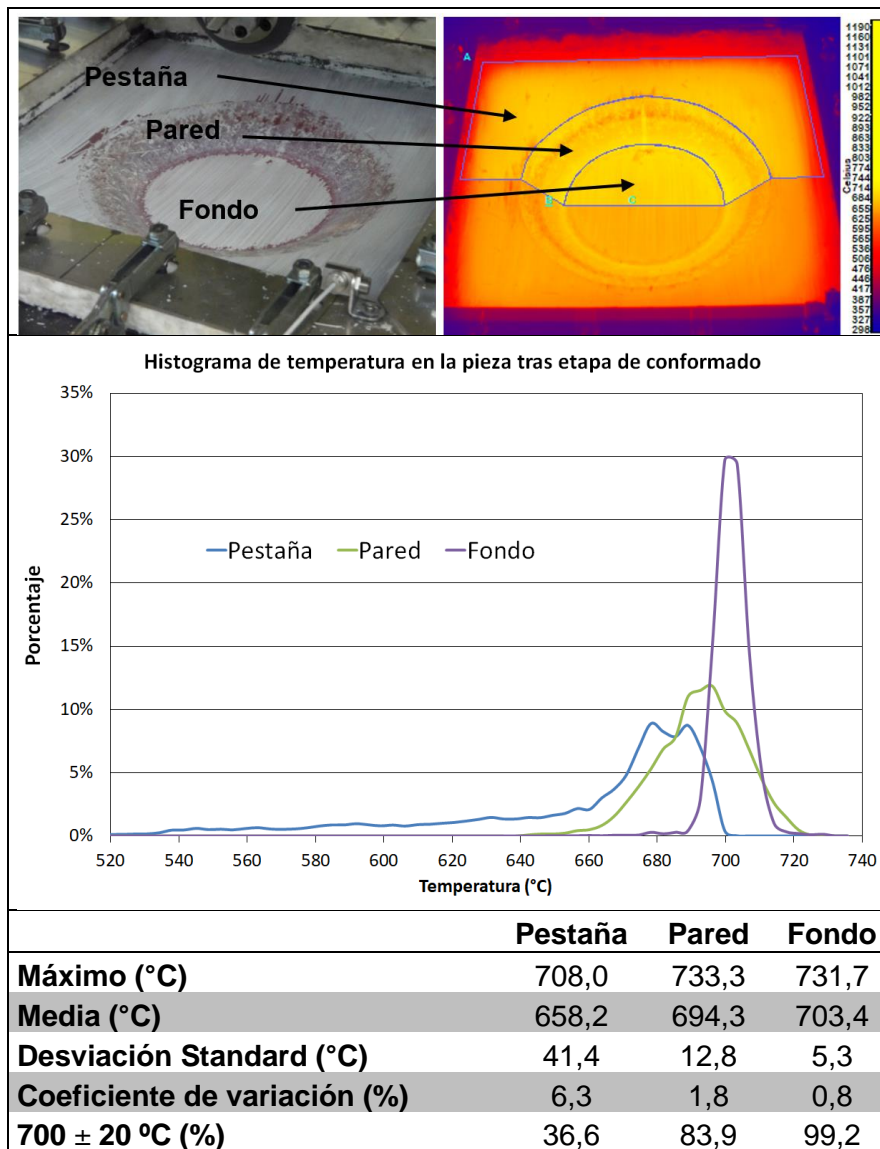 Pestaña
Pared
Fondo
A
C
1190
1160
1131
1101
1071
1041
1012
982
952
922
893
863
833
803
774
744
714
684
655
625
595
565
536
506
476
446
417
387
357
327
298
Celsius
Histograma de temperatura en la pieza tras etapa de conformado
35%
30%
25%
20%
15%
10%
5%
0%
Porcentaje
Pestaña Pared Fondo
520 540 560 580 600 620 640 660 680 700 720 740
Temperatura (°C)
Pestaña Pared Fondo
Máximo (°C) 708,0 733,3 731,7
Media (°C) 658,2 694,3 703,4
Desviación Standard (°C) 41,4 12,8 5,3
Coeficiente de variación (%) 6,3 1,8 0,8
700 ± 20 ºC (%) 36,6 83,9 99,2